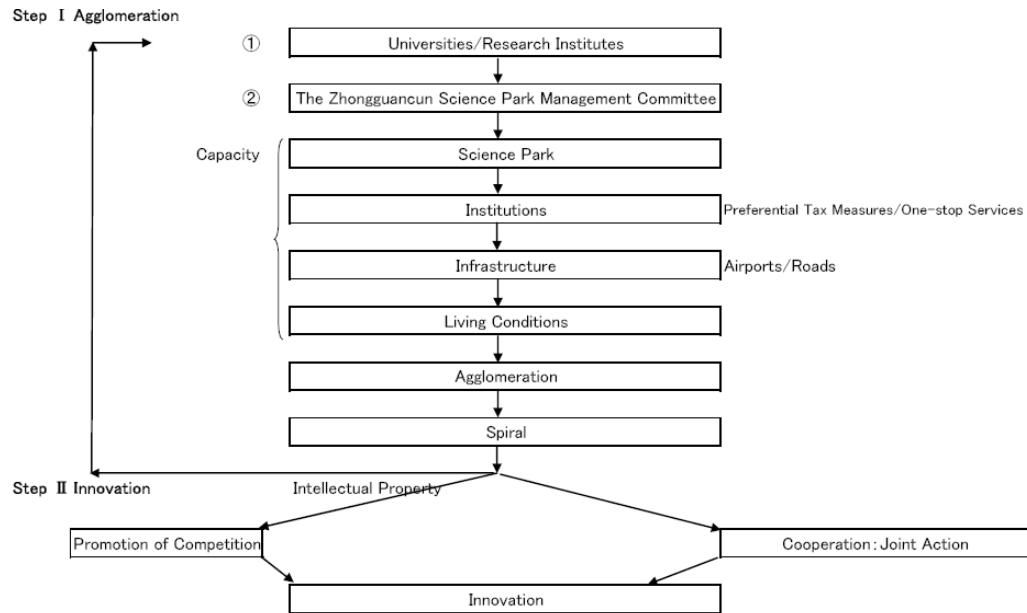 Step Ⅰ Agglomeration
① Universities/Research Institutes
② The Zhongguancun Science Park Management Committee
Capacity Science Park
Institutions Preferential Tax Measures/One-stop Services
Infrastructure Airports/Roads
Living Conditions
Agglomeration
Spiral
Step Ⅱ Innovation Intellectual Property
Promotion of Competition Cooperation:Joint Action
Innovation